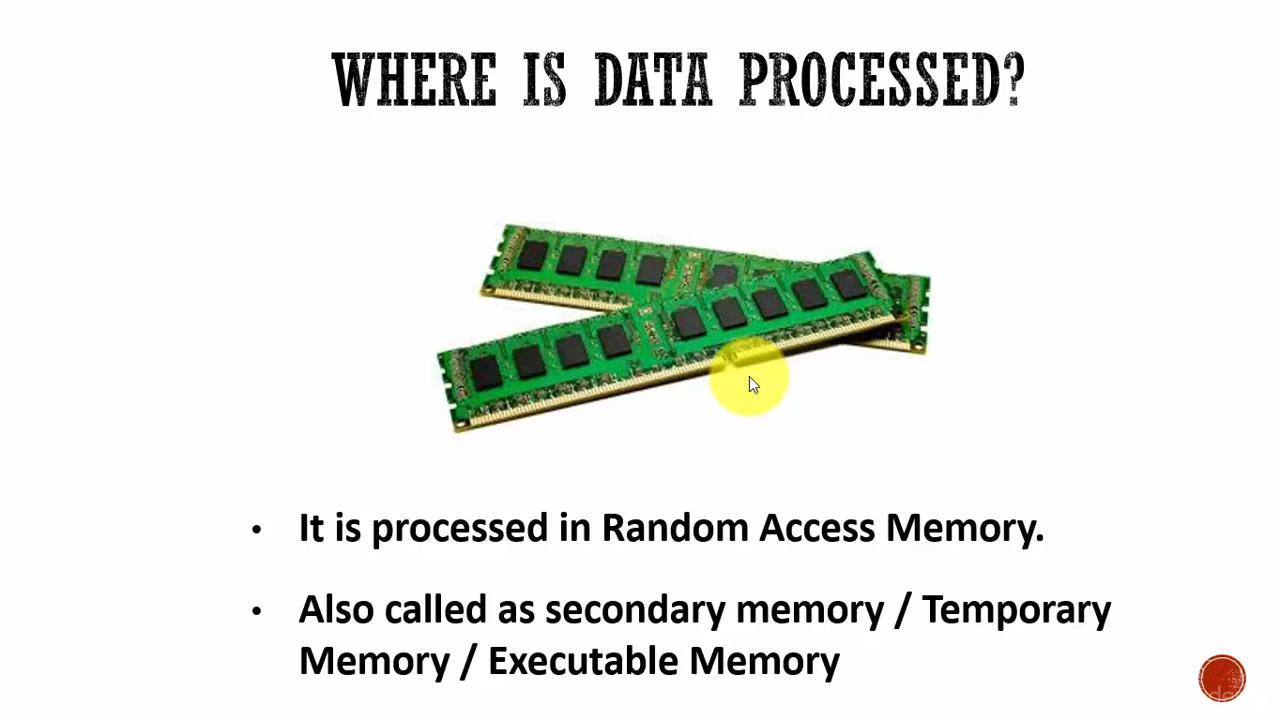 WHERE IS DATA PROCESSED?
• It is processed in Random Access Memory.
• Also called as secondary memory / Temporary
Memory / Executable Memory